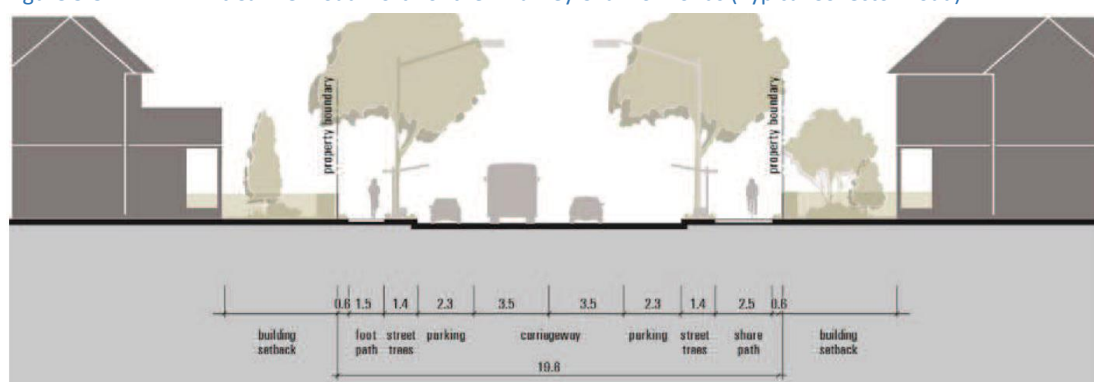 property boundary
property boundary
0.6 1.5 1.4 2.3 3.5 3.5 2.3 1.4 2.5 0.6
building setback
foot path
street trees
parking
carriageway
parking
street trees
share path
building setback
19.6